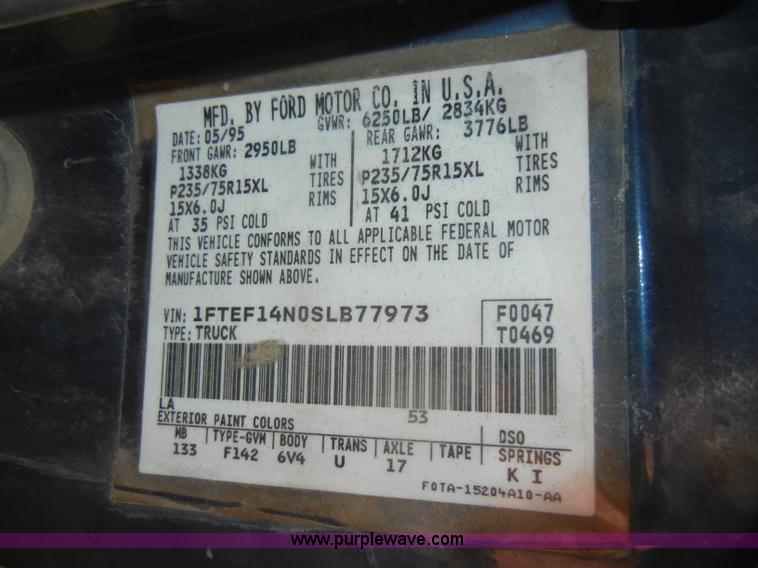 MFD. BY FORD MOTOR CO. IN U.S.A.
DATE: 05/95 GVWR: 6250LB/ 2834KG
FRONT GAWR: 2950LB REAR GAWR: 3776LB
1338KG WITH 1712KG WITH
P235/75R15XL TIRES P235/75R15XL TIRES
15X6.0J RIMS 15X6.0J RIMS
AT 35 PSI COLD AT 41 PSI COLD
THIS VEHICLE CONFORMS TO ALL APPLICABLE FEDERAL MOTOR
VEHICLE SAFETY STANDARDS IN EFFECT ON THE DATE OF
MANUFACTURE SHOWN ABOVE.
VIN: 1FTEF14N0SLB77973 F0047
TYPE: TRUCK T0469
LA 53
EXTERIOR PAINT COLORS DSO
WB TYPE-GVW BODY TRANS AXLE TAPE SPRINGS
133 F142 6V4 U 17 K I
F0TA-15204A10-AA
www.purplewave.com